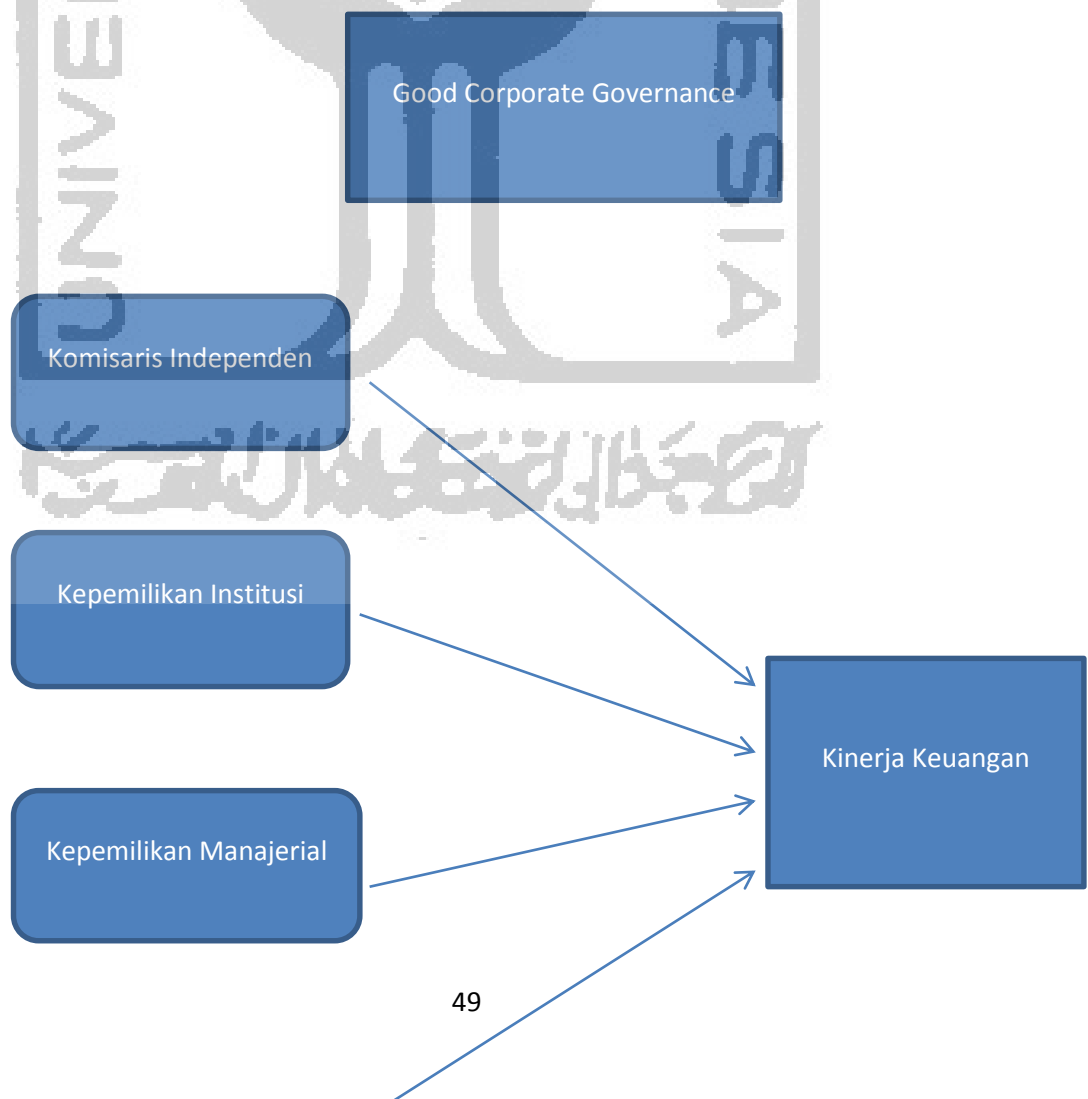 Good Corporate Governance
Komisaris Independen
Kepemilikan Institusi
Kinerja Keuangan
Kepemilikan Manajerial
49